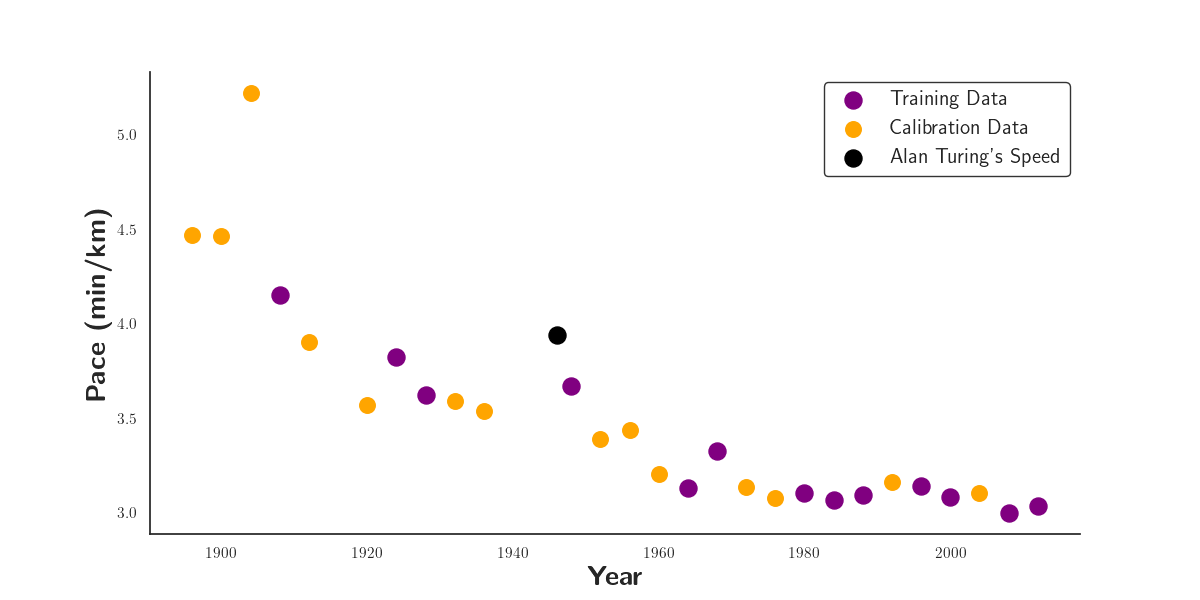 Training Data
Calibration Data
Alan Turing's Speed
5.0
4.5
4.0
3.5
3.0
Pace (min/km)
1900 1920 1940 1960 1980 2000
Year